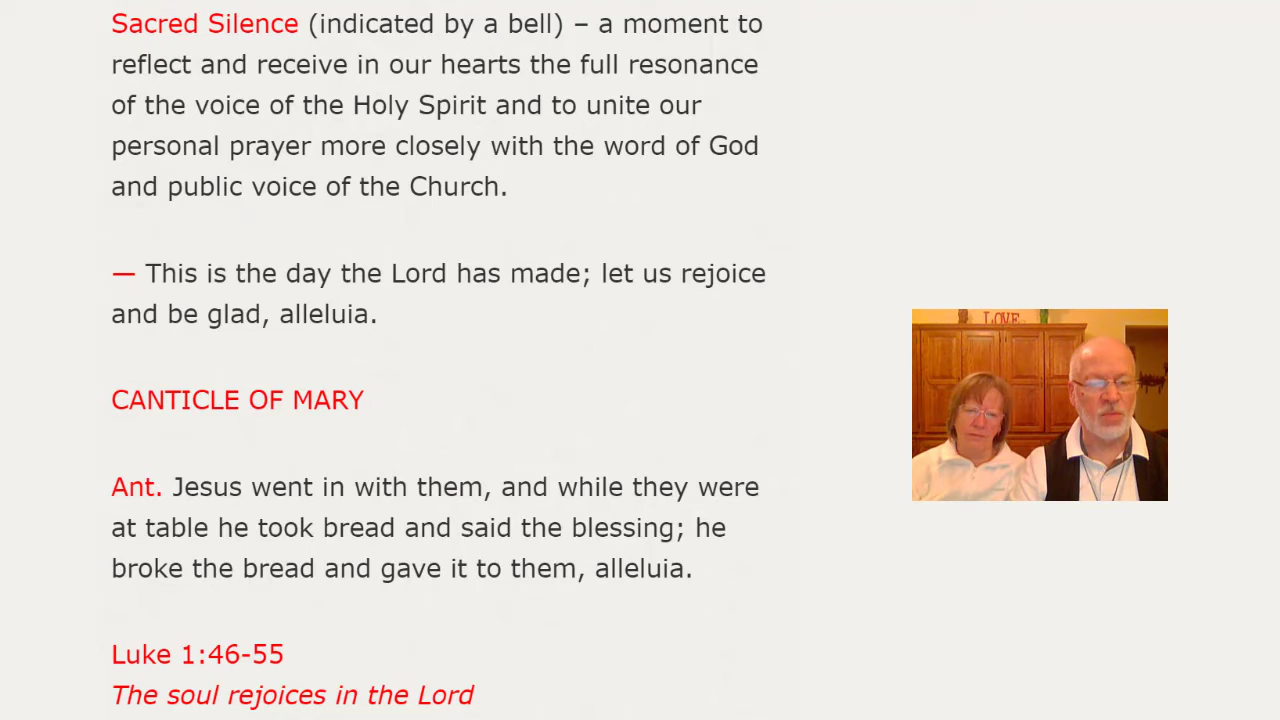 Sacred Silence (indicated by a bell) – a moment to
reflect and receive in our hearts the full resonance
of the voice of the Holy Spirit and to unite our
personal prayer more closely with the word of God
and public voice of the Church.
— This is the day the Lord has made; let us rejoice
and be glad, alleluia.
CANTICLE OF MARY
Ant. Jesus went in with them, and while they were
at table he took bread and said the blessing; he
broke the bread and gave it to them, alleluia.
Luke 1:46-55
The soul rejoices in the Lord
LOVE